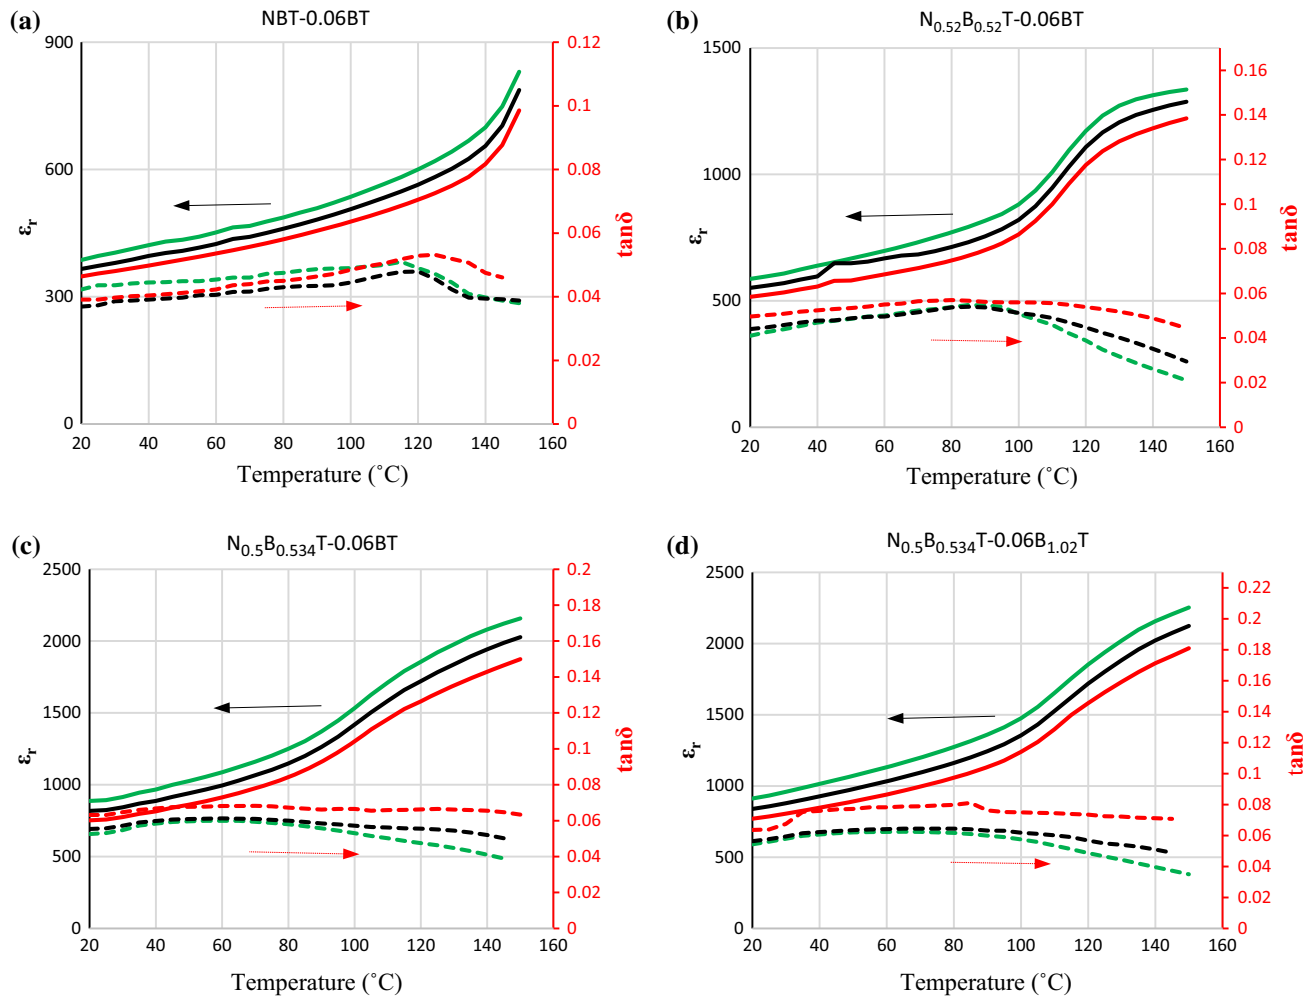 (a)
NBT-0.06BT
900
600
300
0
εr
0.12
0.1
0.08
0.06
0.04
0.02
0
tanδ
20 40 60 80 100 120 140 160
Temperature (˚C)
(b)
N0.52B0.52T-0.06BT
1500
1000
500
0
εr
0.16
0.14
0.12
0.1
0.08
0.06
0.04
0.02
0
tanδ
20 40 60 80 100 120 140 160
Temperature (˚C)
(c)
N0.5B0.534T-0.06BT
2500
2000
1500
1000
500
0
εr
0.2
0.18
0.16
0.14
0.12
0.1
0.08
0.06
0.04
0.02
0
tanδ
20 40 60 80 100 120 140 160
Temperature (˚C)
(d)
N0.5B0.534T-0.06B1.02T
2500
2000
1500
1000
500
0
εr
0.22
0.2
0.18
0.16
0.14
0.12
0.1
0.08
0.06
0.04
0.02
0
tanδ
20 40 60 80 100 120 140 160
Temperature (˚C)